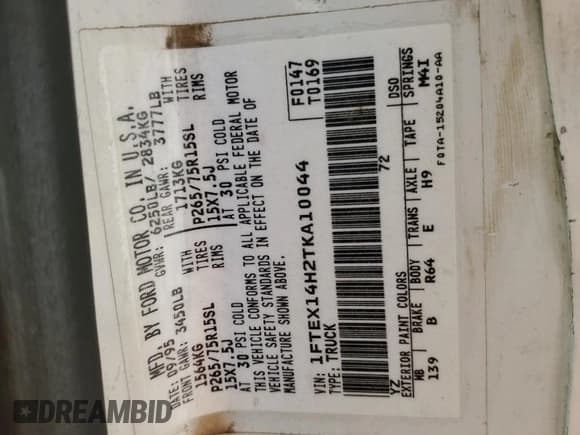 MFD. BY FORD MOTOR CO. IN U.S.A.
DATE: 09/95 GVWR: 6250LB/ 2834KG
FRONT GAWR: 3450LB REAR GAWR: 3777LB
1564KG WITH 1713KG WITH
P265/75R15SL TIRES P265/75R15SL TIRES
15X7.5J RIMS 15X7.5J RIMS
AT 30 PSI COLD AT 30 PSI COLD
THIS VEHICLE CONFORMS TO ALL APPLICABLE FEDERAL MOTOR
VEHICLE SAFETY STANDARDS IN EFFECT ON THE DATE OF
MANUFACTURE SHOWN ABOVE.
F0147
T0169
VIN: 1FTEX14H2TKA10044
TYPE: TRUCK
72
YZ DSO
EXTERIOR PAINT COLORS
WB BRAKE BODY TRANS AXLE TAPE SPRINGS
139 B R64 E H9 M4I
F0TA-15204A10-AA
DREAMBID